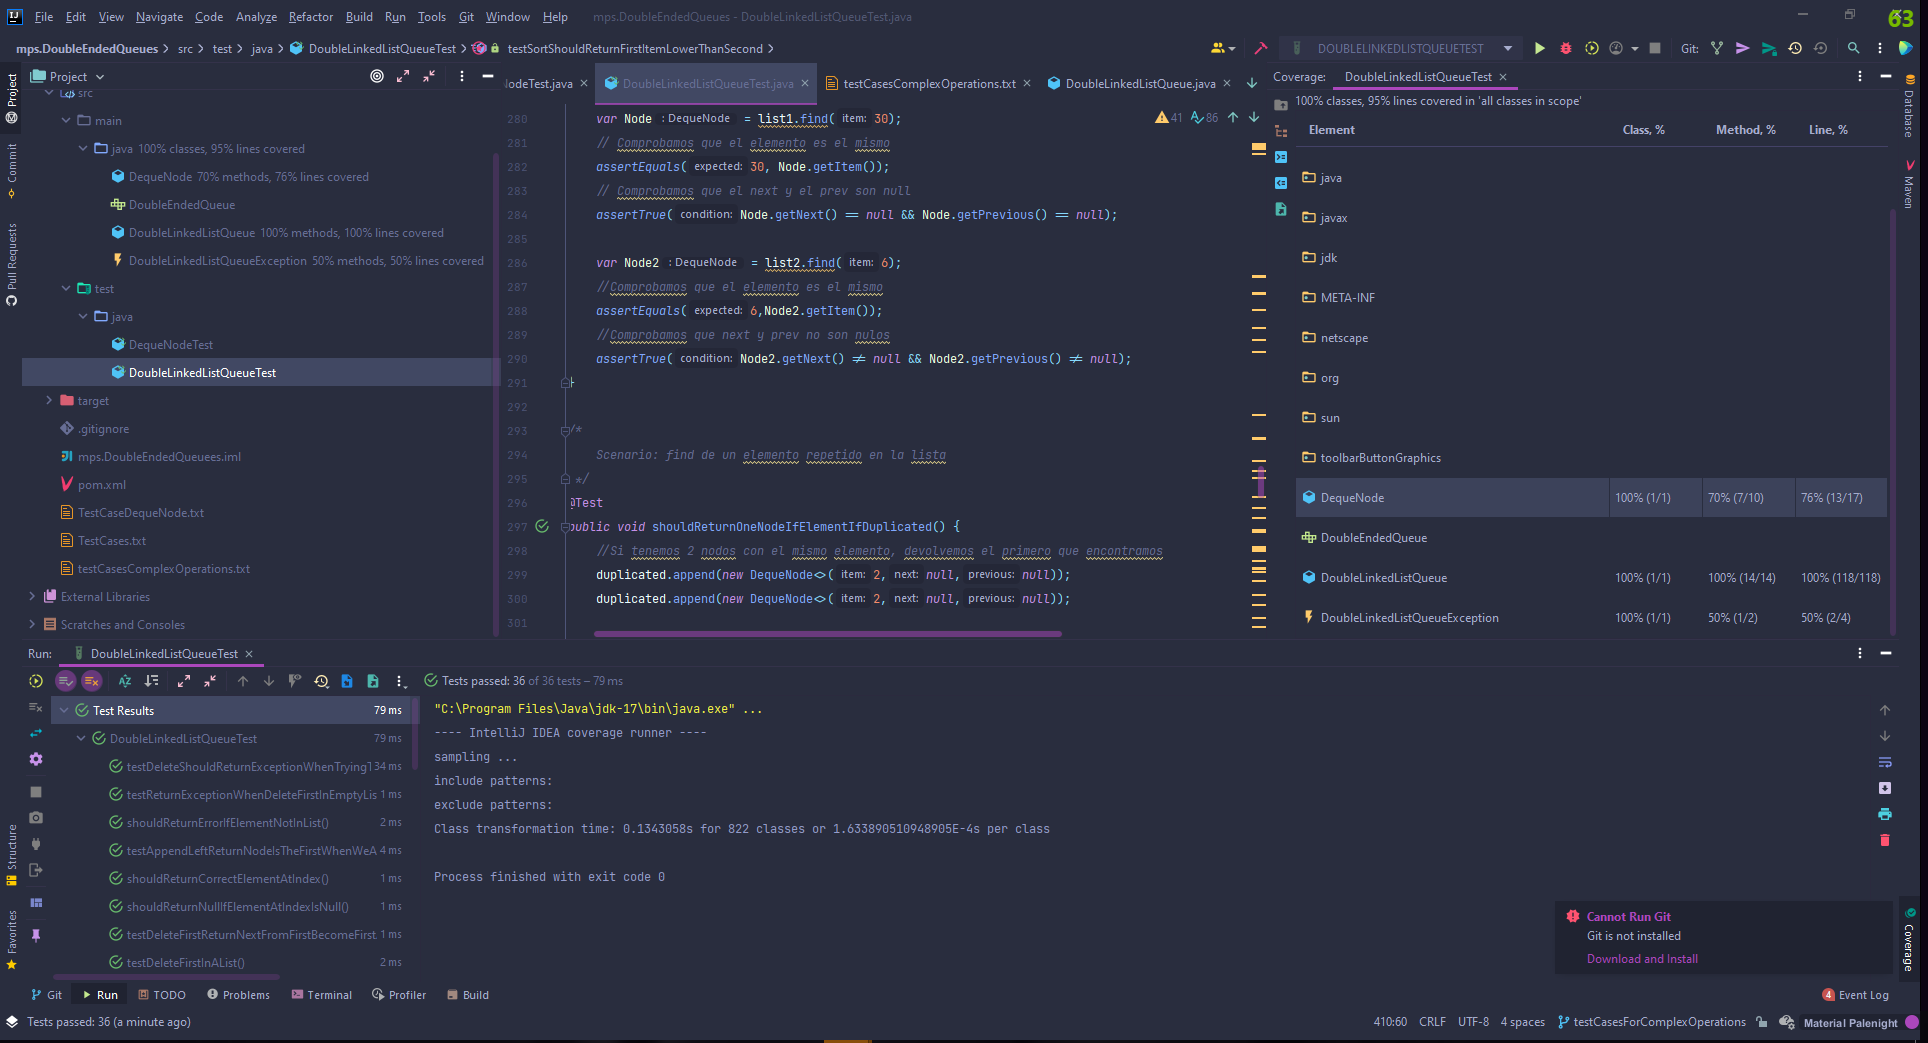 File Edit View Navigate Code Analyze Refactor Build Run Tools Git Window Help mps.DoubleEndedQueues - DoubleLinkedListQueueTest.java
63
mps.DoubleEndedQueues src test java DoubleLinkedListQueueTest testSortShouldReturnFirstItemLowerThanSecond
DOUBLELINKEDLISTQUEUETEST
Git:
Project
Commit
Pull Requests
Structure
Favorites
Project
src
main
java 100% classes, 95% lines covered
DequeNode 70% methods, 76% lines covered
DoubleEndedQueue
DoubleLinkedListQueue 100% methods, 100% lines covered
DoubleLinkedListQueueException 50% methods, 50% lines covered
test
java
DequeNodeTest
DoubleLinkedListQueueTest
target
.gitignore
mps.DoubleEndedQueuees.iml
pom.xml
TestCaseDequeNode.txt
TestCases.txt
testCasesComplexOperations.txt
External Libraries
Scratches and Consoles
NodeTest.java DoubleLinkedListQueueTest.java testCasesComplexOperations.txt DoubleLinkedListQueue.java
41 86
280 var Node : DequeNode = list1.find( item: 30);
281 // Comprobamos que el elemento es el mismo
282 assertEquals( expected: 30, Node.getItem());
283 // Comprobamos que el next y el prev son null
284 assertTrue( condition: Node.getNext() == null && Node.getPrevious() == null);
285
286 var Node2 : DequeNode = list2.find( item: 6);
287 //Comprobamos que el elemento es el mismo
288 assertEquals( expected: 6,Node2.getItem());
289 //Comprobamos que next y prev no son nulos
290 assertTrue( condition: Node2.getNext() != null && Node2.getPrevious() != null);
291 }
292
293 /*
294 Scenario: find de un elemento repetido en la lista
295 */
296 @Test
297 public void shouldReturnOneNodeIfElementIfDuplicated() {
298 //Si tenemos 2 nodos con el mismo elemento, devolvemos el primero que encontramos
299 duplicated.append(new DequeNode<>( item: 2, next: null, previous: null));
300 duplicated.append(new DequeNode<>( item: 2, next: null, previous: null));
301
Coverage: DoubleLinkedListQueueTest
100% classes, 95% lines covered in 'all classes in scope'
Element Class, % Method, % Line, %
java
javax
jdk
META-INF
netscape
org
sun
toolbarButtonGraphics
DequeNode 100% (1/1) 70% (7/10) 76% (13/17)
DoubleEndedQueue
DoubleLinkedListQueue 100% (1/1) 100% (14/14) 100% (118/118)
DoubleLinkedListQueueException 100% (1/1) 50% (1/2) 50% (2/4)
Database
Maven
Coverage
Run: DoubleLinkedListQueueTest
Tests passed: 36 of 36 tests – 79 ms
Test Results 79 ms
DoubleLinkedListQueueTest 79 ms
testDeleteShouldReturnExceptionWhenTryingT 34 ms
testReturnExceptionWhenDeleteFirstInEmptyLis 1 ms
shouldReturnErrorIfElementNotInList() 2 ms
testAppendLeftReturnNodeIsTheFirstWhenWeA 4 ms
shouldReturnCorrectElementAtIndex() 1 ms
shouldReturnNullIfElementAtIndexIsNull() 1 ms
testDeleteFirstReturnNextFromFirstBecomeFirst 1 ms
testDeleteFirstInAList() 2 ms
"C:\Program Files\Java\jdk-17\bin\java.exe" ...
---- IntelliJ IDEA coverage runner ----
sampling ...
include patterns:
exclude patterns:
Class transformation time: 0.1343058s for 822 classes or 1.633890510948905E-4s per class
Process finished with exit code 0
Cannot Run Git
Git is not installed
Download and Install
Git Run TODO Problems Terminal Profiler Build
4 Event Log
Tests passed: 36 (a minute ago)
410:60 CRLF UTF-8 4 spaces testCasesForComplexOperations Material Palenight